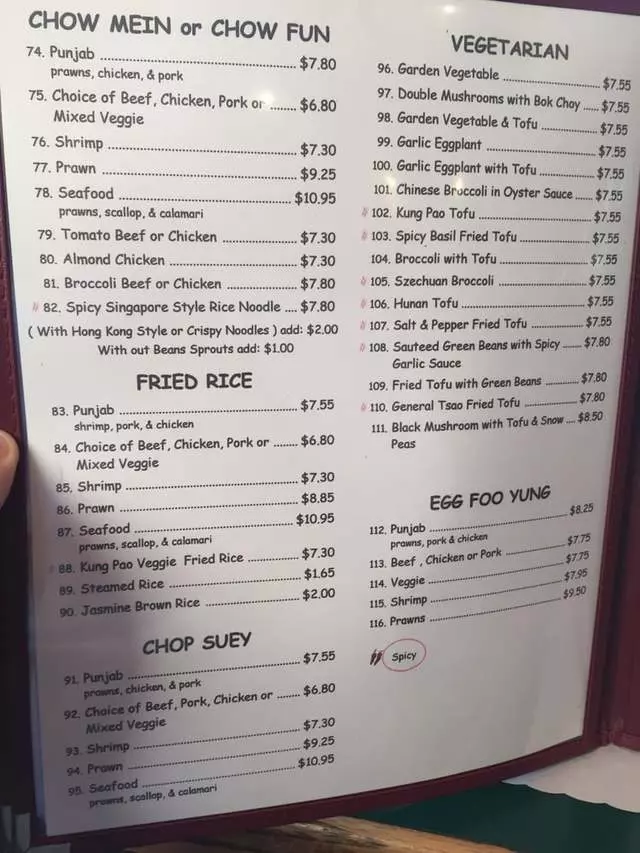 CHOW MEIN or CHOW FUN
74. Punjab ........ $7.80
prawns, chicken, & pork
75. Choice of Beef, Chicken, Pork or ....... $6.80
Mixed Veggie
76. Shrimp ........ $7.30
77. Prawn ........ $9.25
78. Seafood ........ $10.95
prawns, scallop, & calamari
79. Tomato Beef or Chicken ........ $7.30
80. Almond Chicken ........ $7.30
81. Broccoli Beef or Chicken ........ $7.80
82. Spicy Singapore Style Rice Noodle .... $7.80
( With Hong Kong Style or Crispy Noodles ) add: $2.00
With out Beans Sprouts add: $1.00
FRIED RICE
83. Punjab ........ $7.55
shrimp, pork, & chicken
84. Choice of Beef, Chicken, Pork or ....... $6.80
Mixed Veggie
85. Shrimp ........ $7.30
86. Prawn ........ $8.85
87. Seafood ........ $10.95
prawns, scallop, & calamari
88. Kung Pao Veggie Fried Rice ........ $7.30
89. Steamed Rice ........ $1.65
90. Jasmine Brown Rice ........ $2.00
CHOP SUEY
91. Punjab ........ $7.55
prawns, chicken, & pork
92. Choice of Beef, Pork, Chicken or ....... $6.80
Mixed Veggie
93. Shrimp ........ $7.30
94. Prawn ........ $9.25
95. Seafood ........ $10.95
prawns, scallop, & calamari
VEGETARIAN
96. Garden Vegetable ........ $7.55
97. Double Mushrooms with Bok Choy ..... $7.55
98. Garden Vegetable & Tofu ........ $7.55
99. Garlic Eggplant ........ $7.55
100. Garlic Eggplant with Tofu ........ $7.55
101. Chinese Broccoli in Oyster Sauce ..... $7.55
102. Kung Pao Tofu ........ $7.55
103. Spicy Basil Fried Tofu ........ $7.55
104. Broccoli with Tofu ........ $7.55
105. Szechuan Broccoli ........ $7.55
106. Hunan Tofu ........ $7.55
107. Salt & Pepper Fried Tofu ........ $7.55
108. Sauteed Green Beans with Spicy ..... $7.80
Garlic Sauce
109. Fried Tofu with Green Beans ........ $7.80
110. General Tsao Fried Tofu ........ $7.80
111. Black Mushroom with Tofu & Snow .... $8.50
Peas
EGG FOO YUNG
112. Punjab ........ $8.25
prawns, pork & chicken
113. Beef , Chicken or Pork ........ $7.75
114. Veggie ........ $7.75
115. Shrimp ........ $7.95
116. Prawns ........ $9.50
Spicy